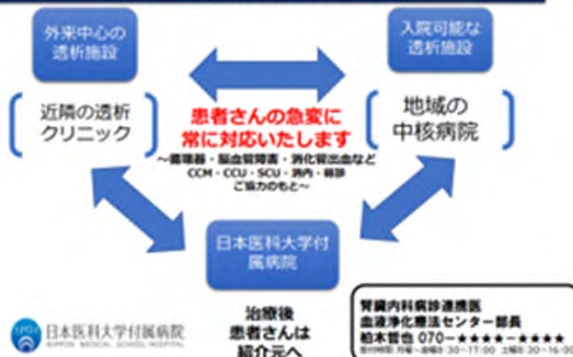 外来中心の
透析施設
入院可能な
透析施設
近隣の透析
クリニック
地域の
中核病院
患者さんの急変に
常に対応いたします
～循環器・脳血管障害・消化管出血など
CCM・CCU・SCU・消内・
ご協力のもと～
日本医科大学付
属病院
治療後
患者さんは
紹介元へ
日本医科大学付属病院
NIPPON MEDICAL SCHOOL HOSPITAL
腎臓内科病診連携医
血液浄化療法センター部長
柏木哲也 070-★★★★-★★★★